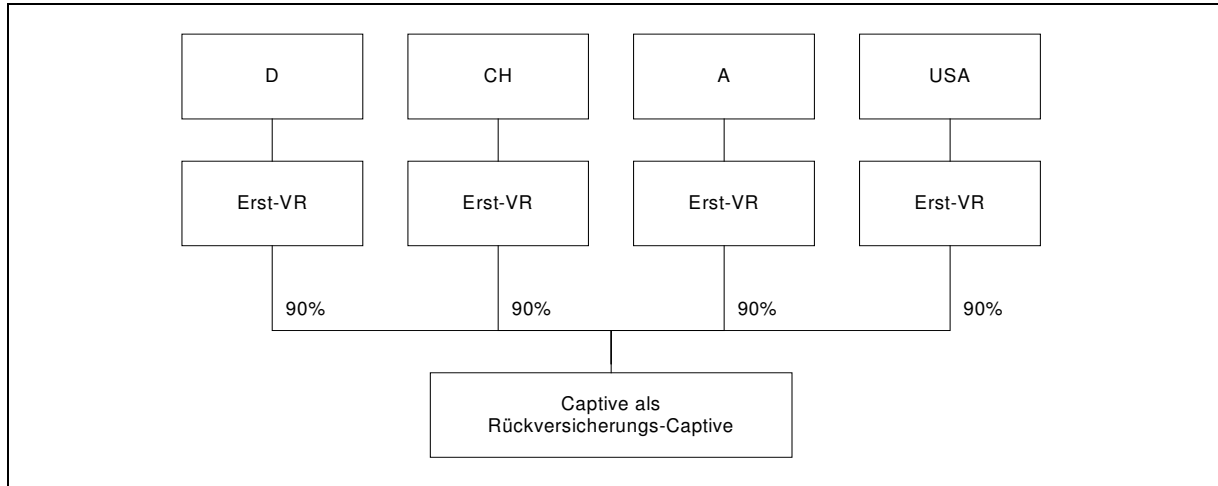 D
CH
A
USA
Erst-VR
Erst-VR
Erst-VR
Erst-VR
90%
90%
90%
90%
Captive als
Rückversicherungs-Captive